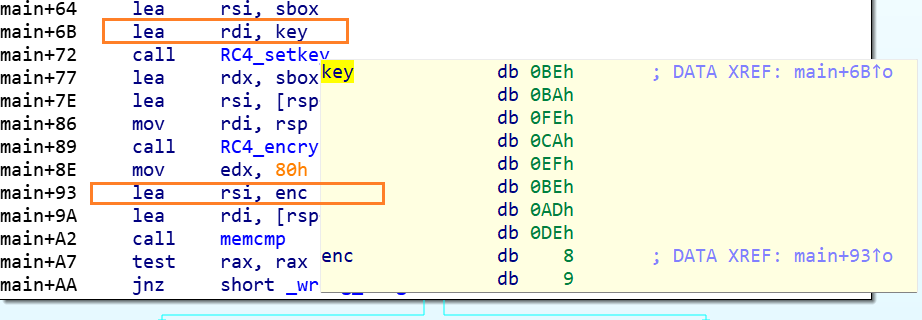 main+64 lea rsi, sbox
main+6B lea rdi, key
main+72 call RC4_setkey
main+77 lea rdx, sbox
main+7E lea rsi, [rsp
main+86 mov rdi, rsp
main+89 call RC4_encry
main+8E mov edx, 80h
main+93 lea rsi, enc
main+9A lea rdi, [rsp
main+A2 call memcmp
main+A7 test rax, rax
main+AA jnz short
key db 0BEh ; DATA XREF: main+6B↑o
db 0BAh
db 0FEh
db 0CAh
db 0EFh
db 0BEh
db 0ADh
db 0DEh
enc db 8 ; DATA XREF: main+93↑o
db 9